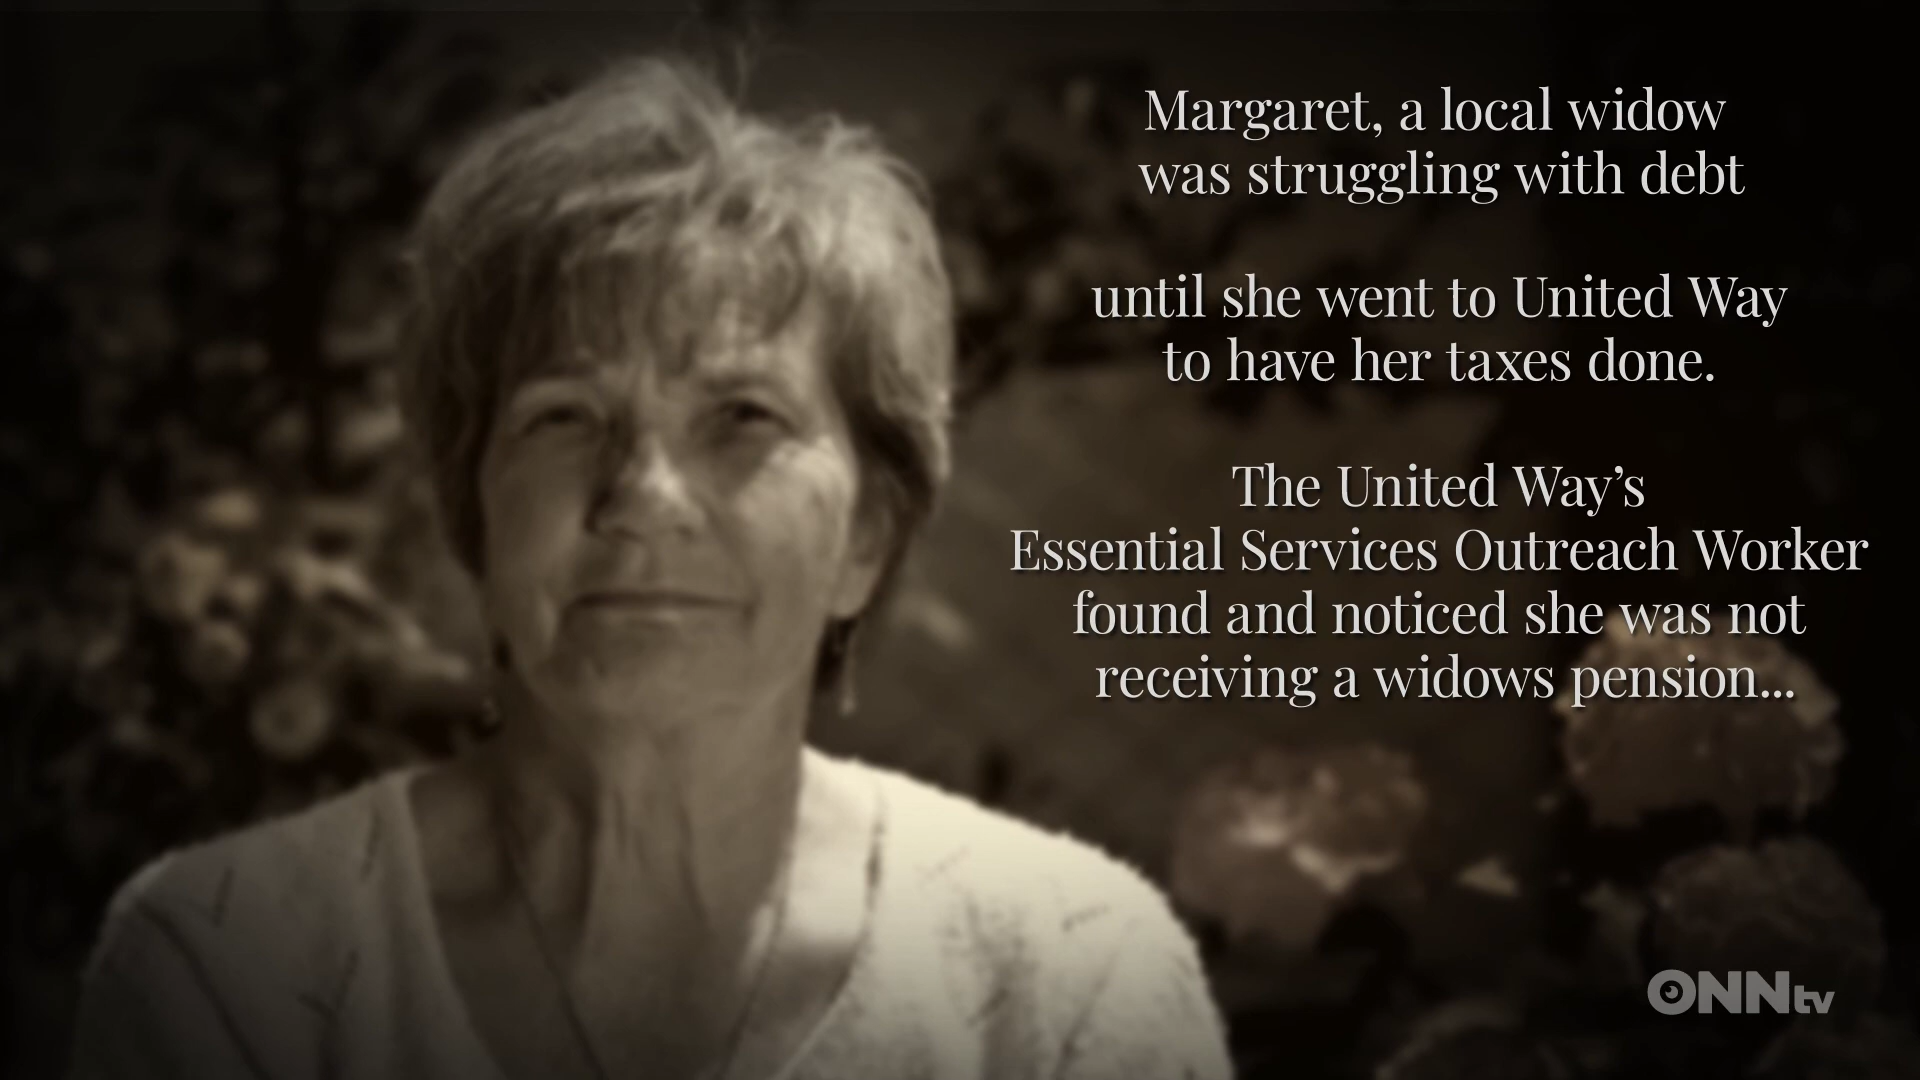 Margaret, a local widow
was struggling with debt
until she went to United Way
to have her taxes done.
The United Way’s
Essential Services Outreach Worker
found and noticed she was not
receiving a widows pension...
ONNtv